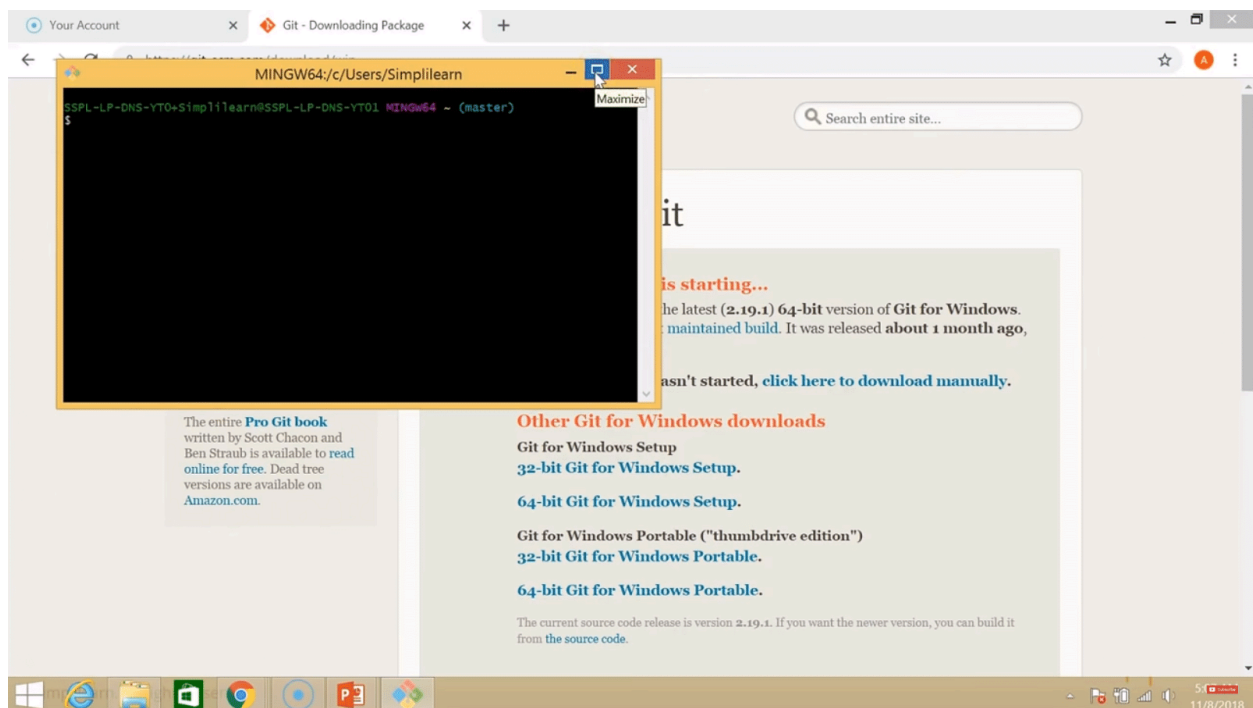 Your Account
Git - Downloading Package
MINGW64:/c/Users/Simplilearn
Maximize
SSPL-LP-DNS-YT0+Simplilearn@SSPL-LP-DNS-YT01 MINGW64 ~ (master)
$
Search entire site...
it
is starting...
he latest (2.19.1) 64-bit version of Git for Windows.
maintained build. It was released about 1 month ago,
asn't started, click here to download manually.
The entire Pro Git book
written by Scott Chacon and
Ben Straub is available to read
online for free. Dead tree
versions are available on
Amazon.com.
Other Git for Windows downloads
Git for Windows Setup
32-bit Git for Windows Setup.
64-bit Git for Windows Setup.
Git for Windows Portable ("thumbdrive edition")
32-bit Git for Windows Portable.
64-bit Git for Windows Portable.
The current source code release is version 2.19.1. If you want the newer version, you can build it
from the source code.
11/8/2018